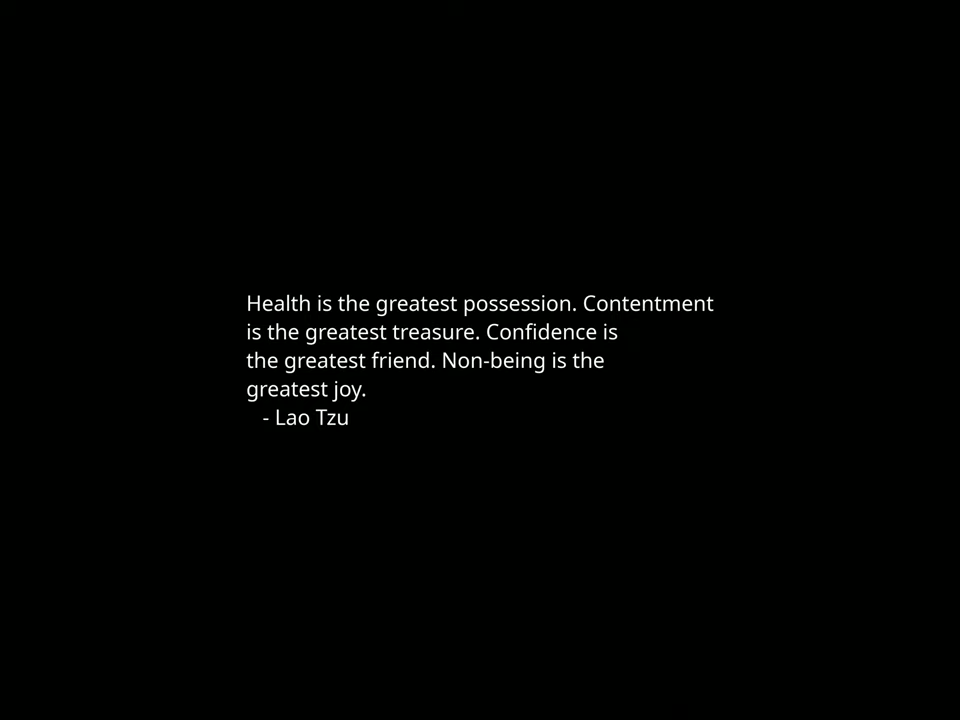 Health is the greatest possession. Contentment
is the greatest treasure. Confidence is
the greatest friend. Non-being is the
greatest joy.
- Lao Tzu